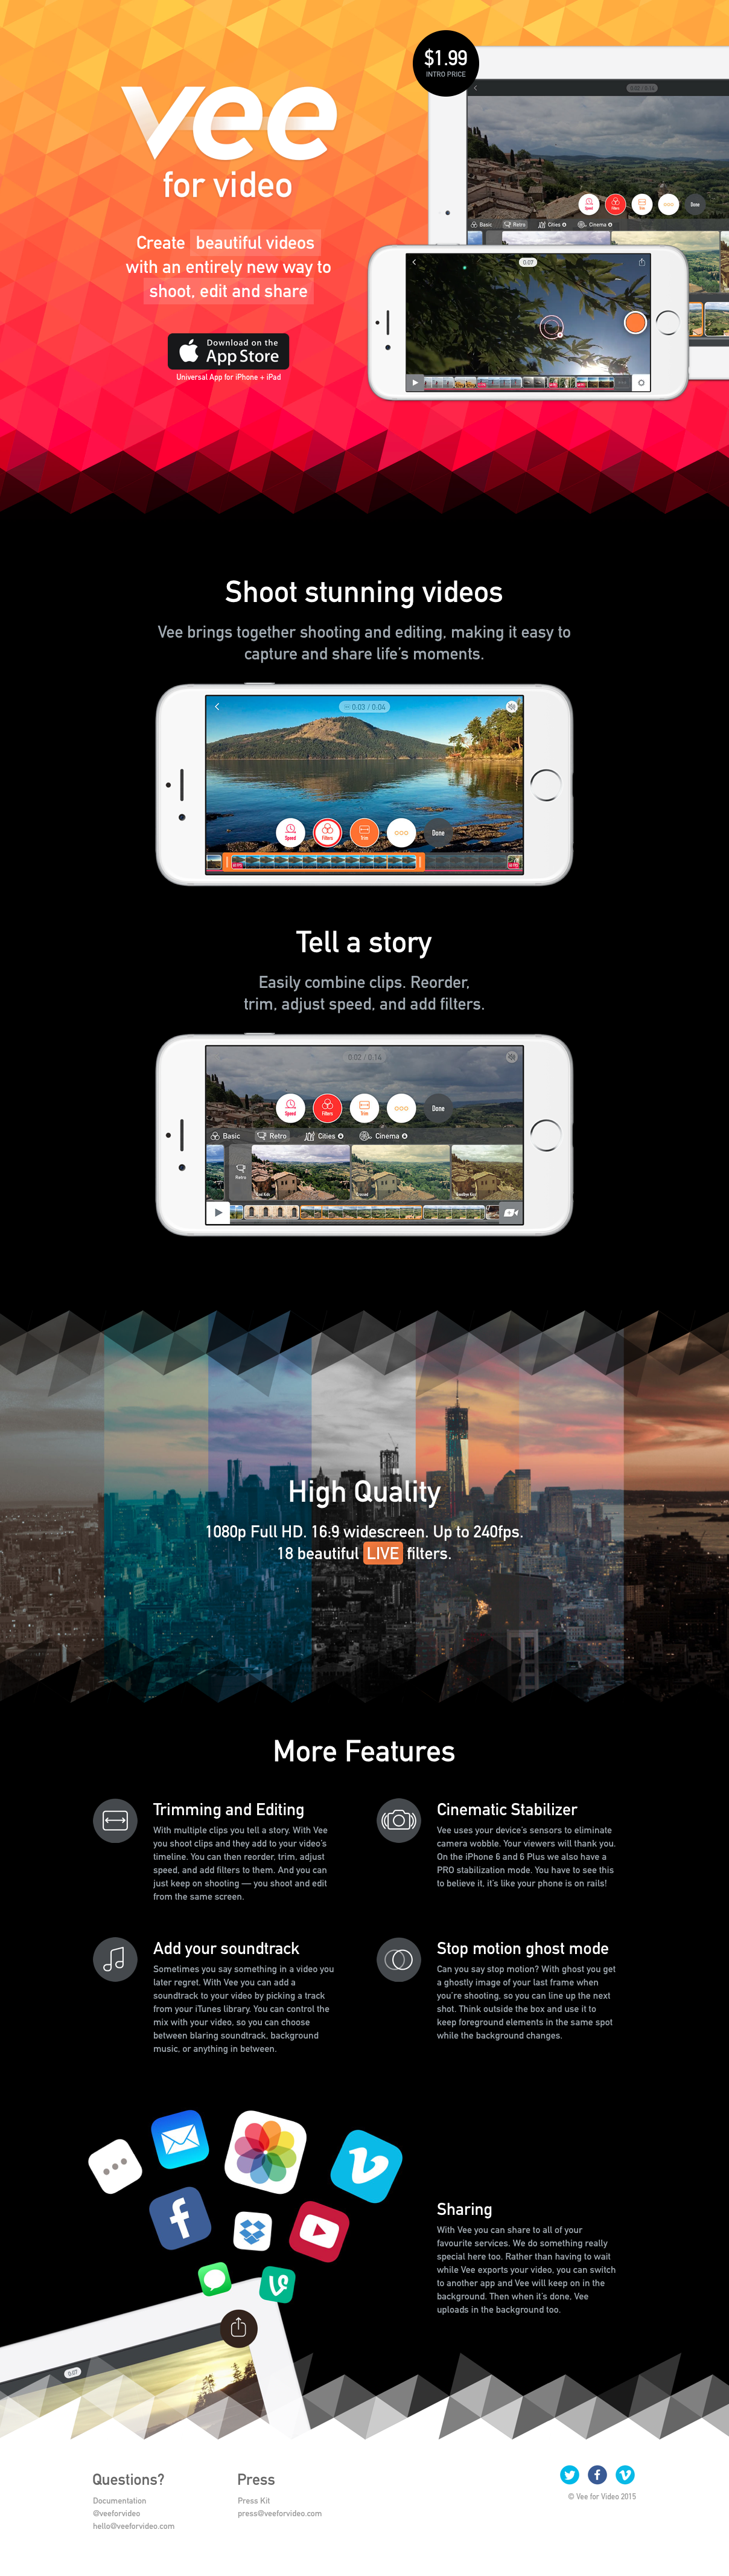 $1.99
INTRO PRICE
vee
for video
Create beautiful videos
with an entirely new way to
shoot, edit and share
Download on the
App Store
Universal App for iPhone + iPad
0:02 / 0:14
Speed
Filters
Trim
Done
Basic
Retro
Cities
Cinema
0:07
Shoot stunning videos
Vee brings together shooting and editing, making it easy to
capture and share life's moments.
0:03 / 0:04
Speed
Filters
Trim
Done
Tell a story
Easily combine clips. Reorder,
trim, adjust speed, and add filters.
0:02 / 0:14
Speed
Filters
Trim
Done
Basic
Retro
Cities
Cinema
Retro
High Quality
1080p Full HD. 16:9 widescreen. Up to 240fps.
18 beautiful LIVE filters.
More Features
Trimming and Editing
With multiple clips you tell a story. With Vee
you shoot clips and they add to your video's
timeline. You can then reorder, trim, adjust
speed, and add filters to them. And you can
just keep on shooting — you shoot and edit
from the same screen.
Cinematic Stabilizer
Vee uses your device's sensors to eliminate
camera wobble. Your viewers will thank you.
On the iPhone 6 and 6 Plus we also have a
PRO stabilization mode. You have to see this
to believe it, it's like your phone is on rails!
Add your soundtrack
Sometimes you say something in a video you
later regret. With Vee you can add a
soundtrack to your video by picking a track
from your iTunes library. You can control the
mix with your video, so you can choose
between blaring soundtrack, background
music, or anything in between.
Stop motion ghost mode
Can you say stop motion? With ghost you get
a ghostly image of your last frame when
you're shooting, so you can line up the next
shot. Think outside the box and use it to
keep foreground elements in the same spot
while the background changes.
Sharing
With Vee you can share to all of your
favourite services. We do something really
special here too. Rather than having to wait
while Vee exports your video, you can switch
to another app and Vee will keep on in the
background. Then when it's done, Vee
uploads in the background too.
0:07
Questions?
Documentation
@veeforvideo
hello@veeforvideo.com
Press
Press Kit
press@veeforvideo.com
© Vee for Video 2015